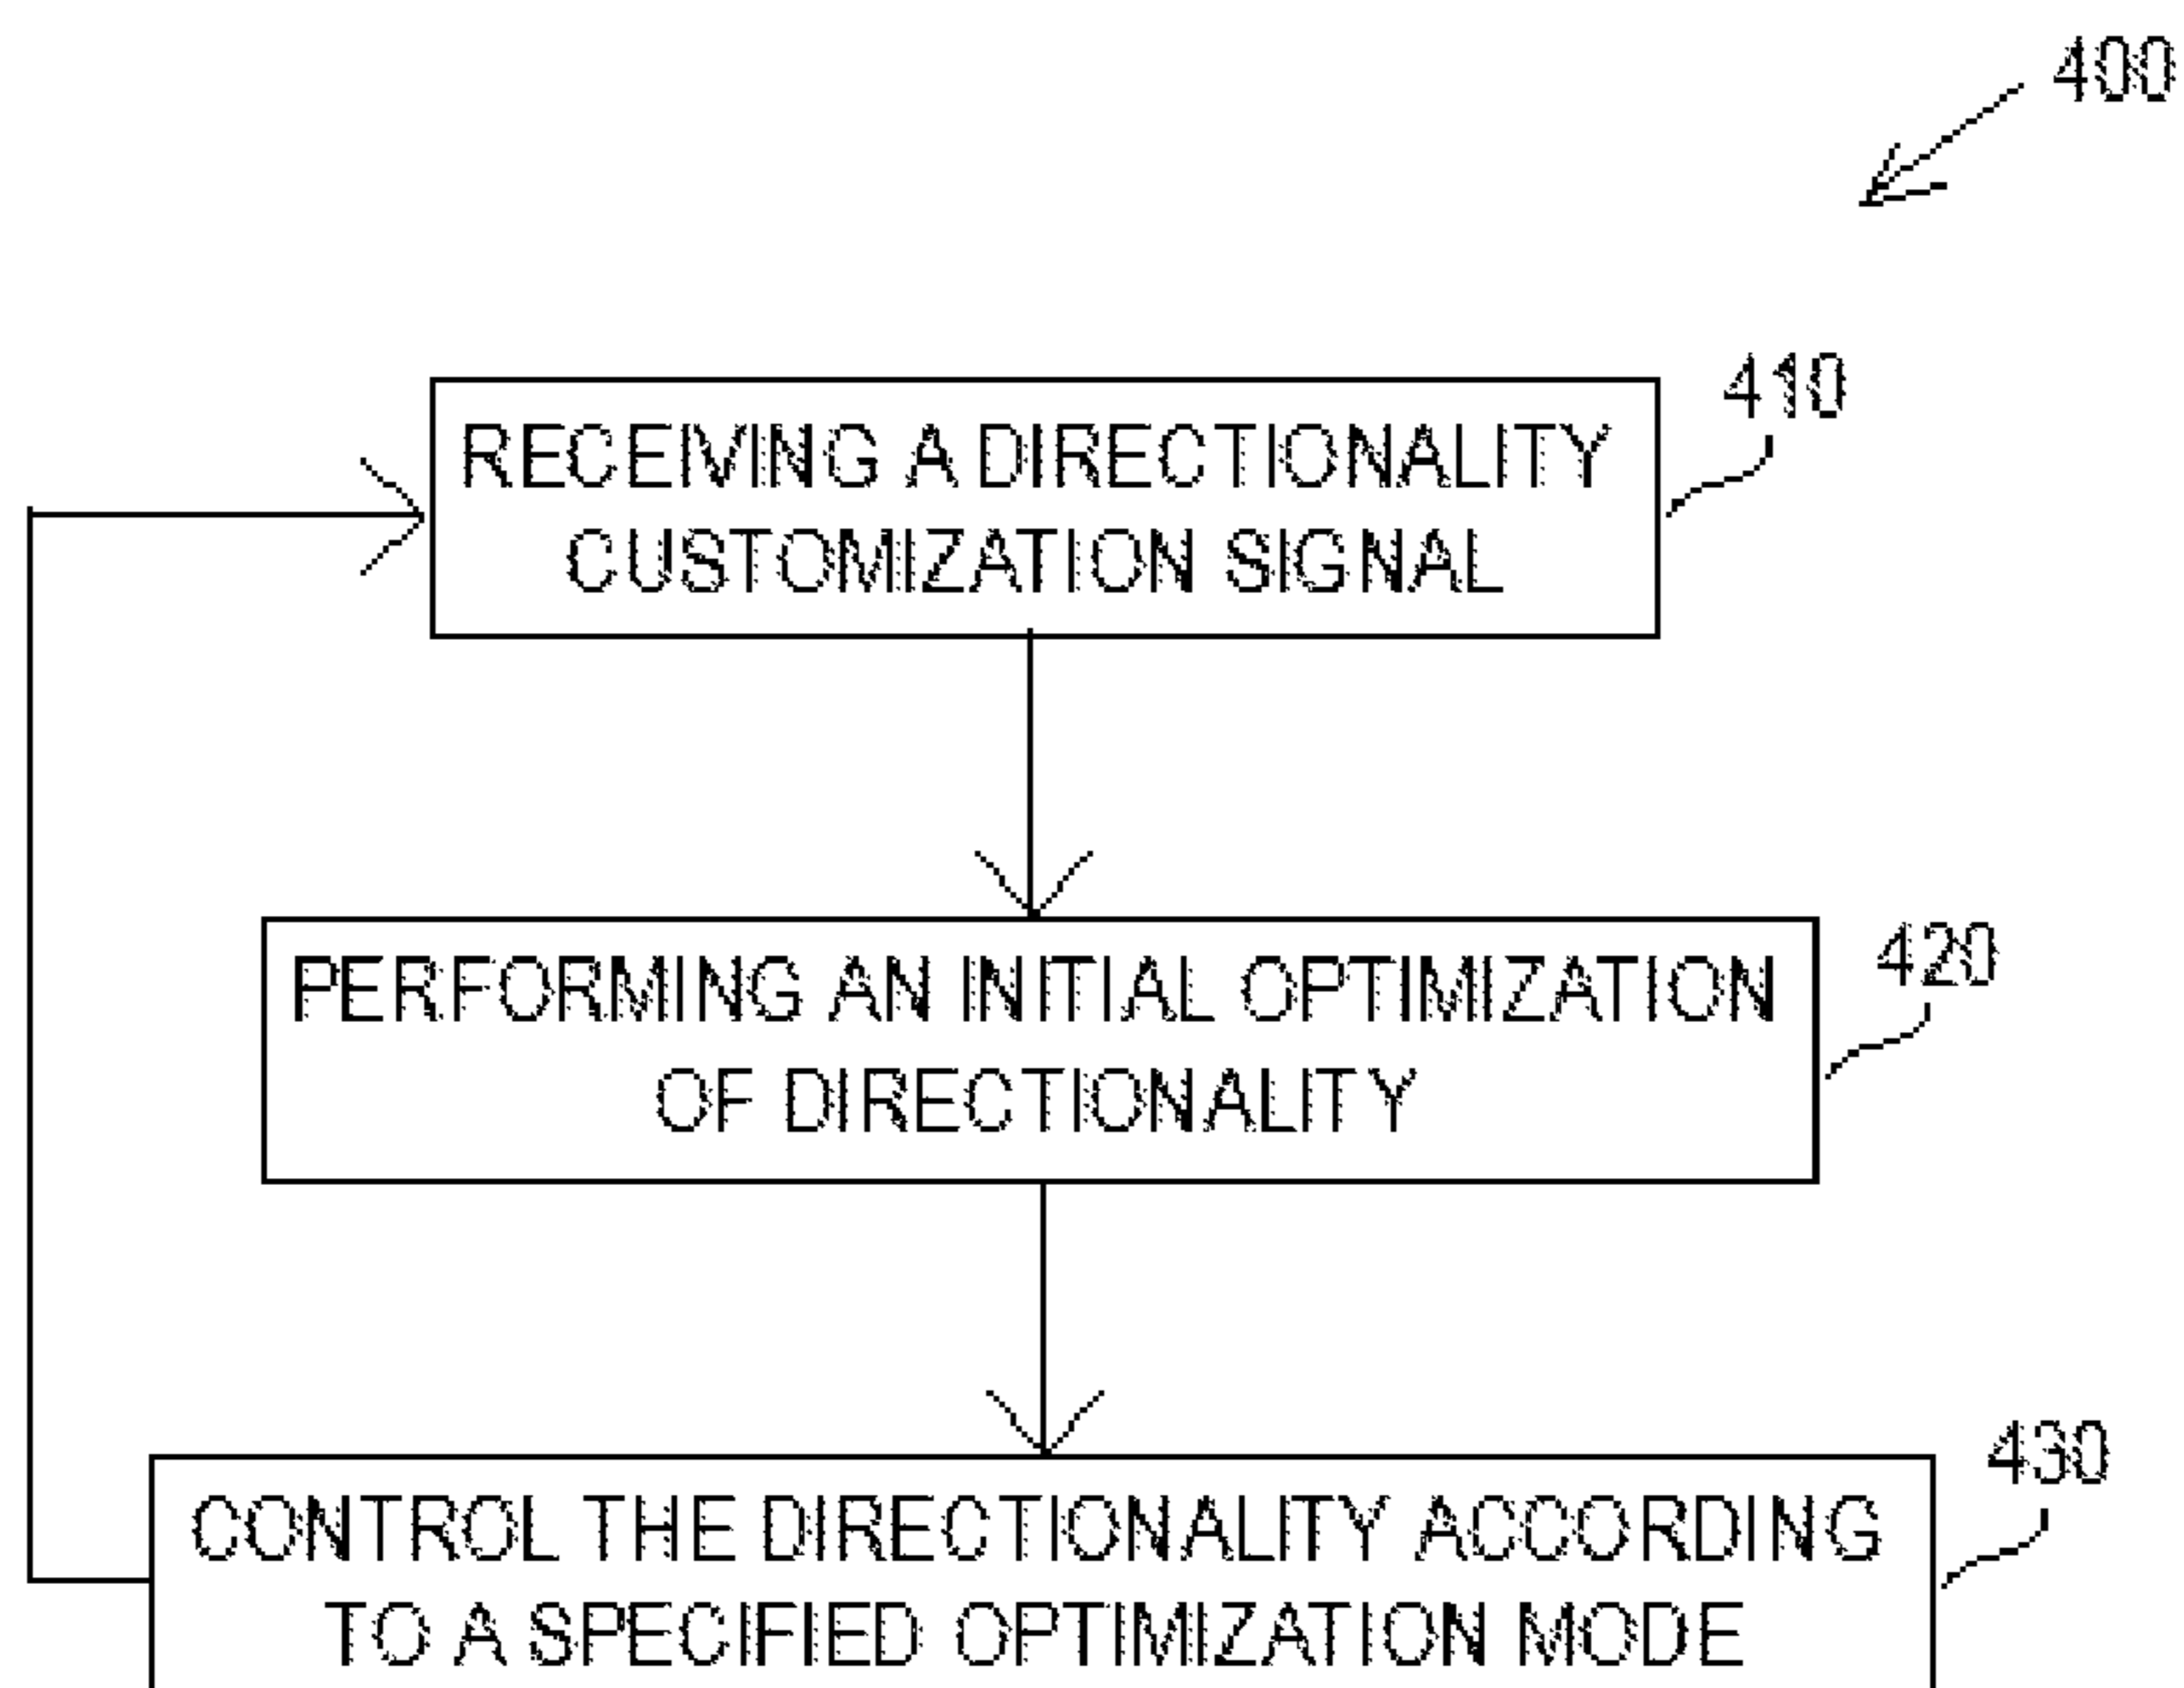 400
410
RECEIVING A DIRECTIONALITY
CUSTOMIZATION SIGNAL
420
PERFORMING AN INITIAL OPTIMIZATION
OF DIRECTIONALITY
430
CONTROL THE DIRECTIONALITY ACCORDING
TO A SPECIFIED OPTIMIZATION MODE